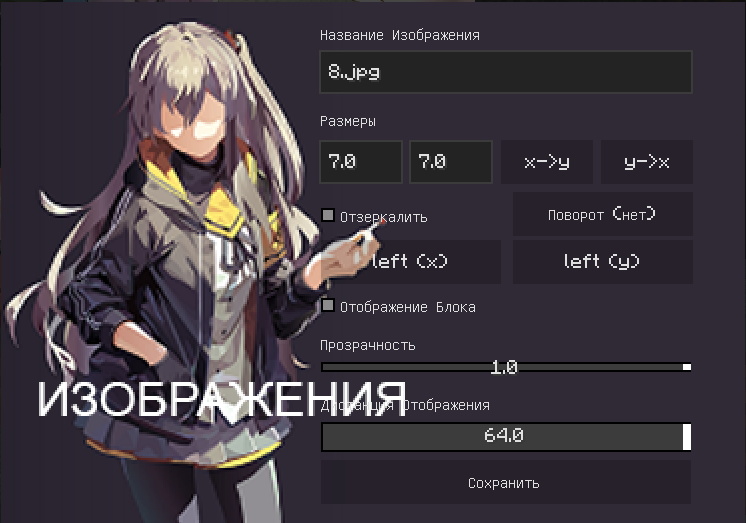 Название Изображения
8.jpg
Размеры
7.0 7.0 x->y y->x
Отзеркалить Поворот (нет)
left (x) left (y)
Отображение Блока
Прозрачность
1.0
ИЗОБРАЖЕНИЯ
Дистанция Отображения
64.0
Сохранить